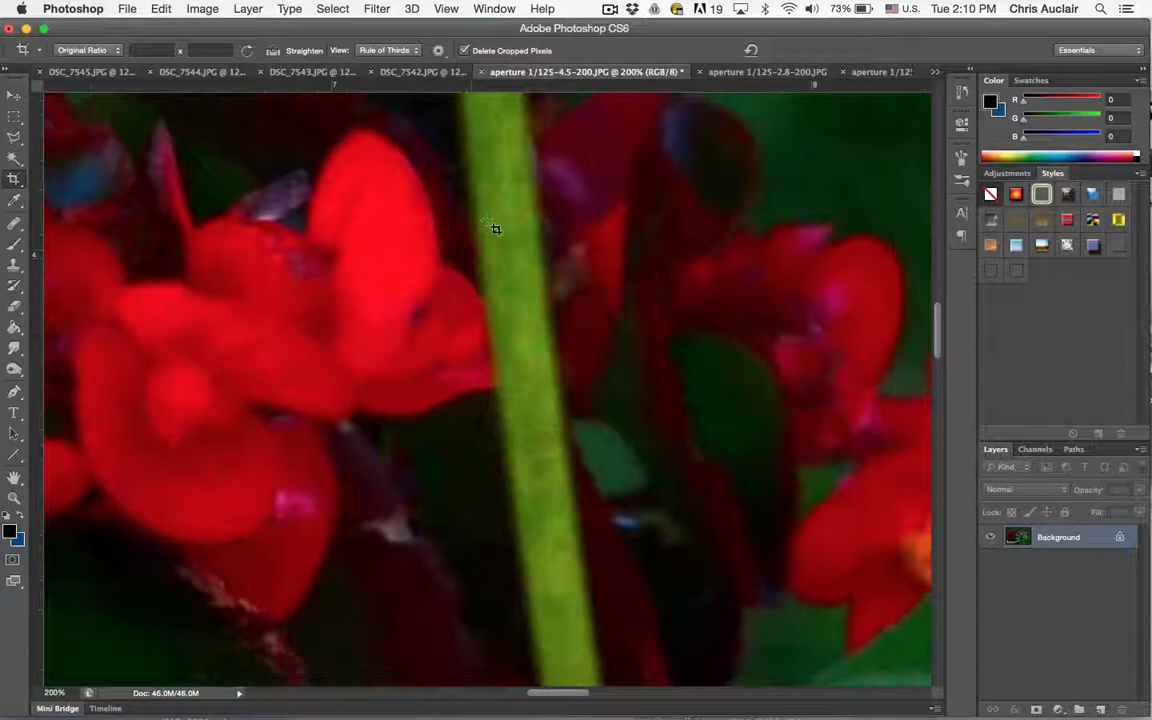 Photoshop File Edit Image Layer Type Select Filter 3D View Window Help 19 73% U.S. Tue 2:10 PM Chris Auclair
Adobe Photoshop CS6
Original Ratio x Straighten View: Rule of Thirds Delete Cropped Pixels Essentials
DSC_7545.JPG @ 12... DSC_7544.JPG @ 12... DSC_7543.JPG @ 12... DSC_7542.JPG @ 12... aperture 1/125-4.5-200.JPG @ 200% (RGB/8) * aperture 1/125-2.8-200.JPG aperture 1/12!
7 8
4
Color Swatches
R 0
G 0
B 0
Adjustments Styles
Layers Channels Paths
Kind
Normal Opacity: 100%
Lock: Fill:
Background
200% Doc: 46.0M/46.0M
Mini Bridge Timeline